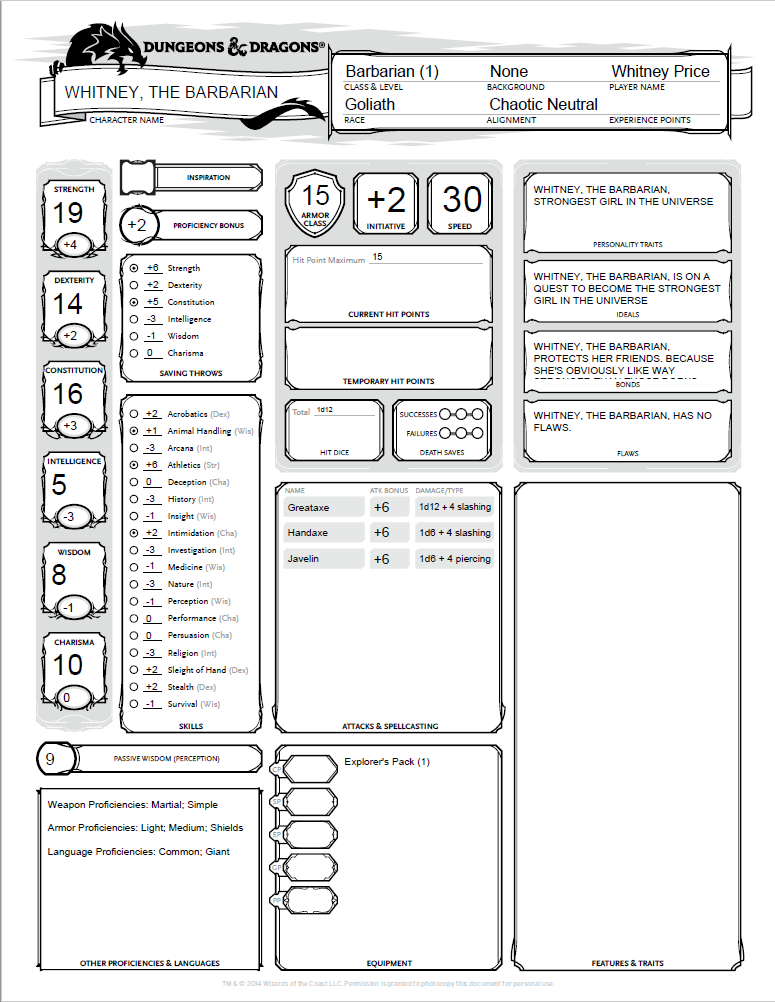 DUNGEONS & DRAGONS®
WHITNEY, THE BARBARIAN
CHARACTER NAME
Barbarian (1) None Whitney Price
CLASS & LEVEL BACKGROUND PLAYER NAME
Goliath Chaotic Neutral
RACE ALIGNMENT EXPERIENCE POINTS
STRENGTH
19
+4
DEXTERITY
14
+2
CONSTITUTION
16
+3
INTELLIGENCE
5
-3
WISDOM
8
-1
CHARISMA
10
0
INSPIRATION
+2 PROFICIENCY BONUS
+6 Strength
+2 Dexterity
+5 Constitution
-3 Intelligence
-1 Wisdom
0 Charisma
SAVING THROWS
+2 Acrobatics (Dex)
+1 Animal Handling (Wis)
-3 Arcana (Int)
+6 Athletics (Str)
0 Deception (Cha)
-3 History (Int)
-1 Insight (Wis)
+2 Intimidation (Cha)
-3 Investigation (Int)
-1 Medicine (Wis)
-3 Nature (Int)
-1 Perception (Wis)
0 Performance (Cha)
0 Persuasion (Cha)
-3 Religion (Int)
+2 Sleight of Hand (Dex)
+2 Stealth (Dex)
-1 Survival (Wis)
SKILLS
9 PASSIVE WISDOM (PERCEPTION)
Weapon Proficiencies: Martial; Simple
Armor Proficiencies: Light; Medium; Shields
Language Proficiencies: Common; Giant
OTHER PROFICIENCIES & LANGUAGES
15
ARMOR
CLASS
+2
INITIATIVE
30
SPEED
Hit Point Maximum 15
CURRENT HIT POINTS
TEMPORARY HIT POINTS
Total 1d12
HIT DICE
SUCCESSES
FAILURES
DEATH SAVES
NAME ATK BONUS DAMAGE/TYPE
Greataxe +6 1d12 + 4 slashing
Handaxe +6 1d6 + 4 slashing
Javelin +6 1d6 + 4 piercing
ATTACKS & SPELLCASTING
CP
SP
EP
GP
PP
Explorer's Pack (1)
EQUIPMENT
WHITNEY, THE BARBARIAN,
STRONGEST GIRL IN THE UNIVERSE
PERSONALITY TRAITS
WHITNEY, THE BARBARIAN, IS ON A
QUEST TO BECOME THE STRONGEST
GIRL IN THE UNIVERSE
IDEALS
WHITNEY, THE BARBARIAN,
PROTECTS HER FRIENDS. BECAUSE
SHE'S OBVIOUSLY LIKE WAY
BONDS
WHITNEY, THE BARBARIAN, HAS NO
FLAWS.
FLAWS
FEATURES & TRAITS
TM & © 2014 Wizards of the Coast LLC. Permission is granted to photocopy this document for personal use.